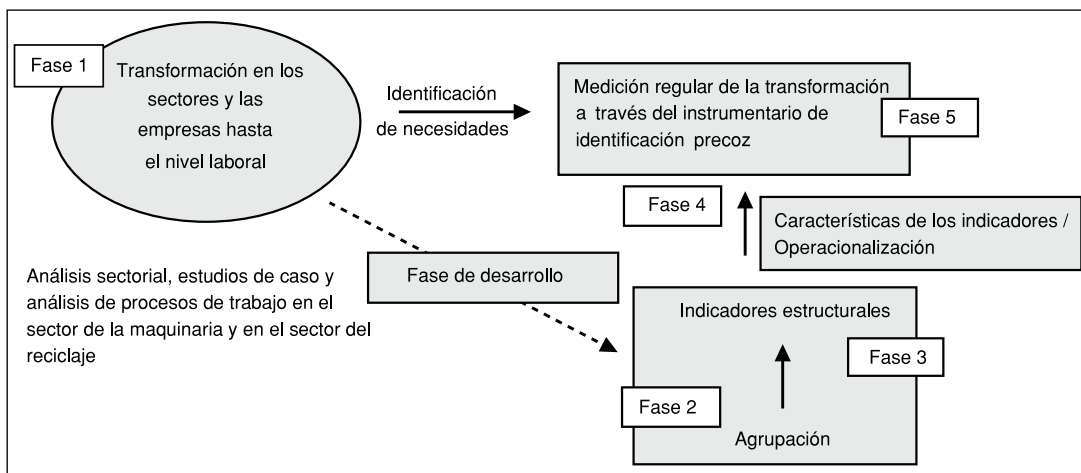 Fase 1
Transformación en los
sectores y las
empresas hasta
el nivel laboral
Identificación
de necesidades
Medición regular de la transformación
a través del instrumentario de
identificación precoz
Fase 5
Fase 4
Características de los indicadores /
Operacionalización
Fase de desarrollo
Análisis sectorial, estudios de caso y
análisis de procesos de trabajo en el
sector de la maquinaria y en el sector del
reciclaje
Indicadores estructurales
Fase 3
Fase 2
Agrupación